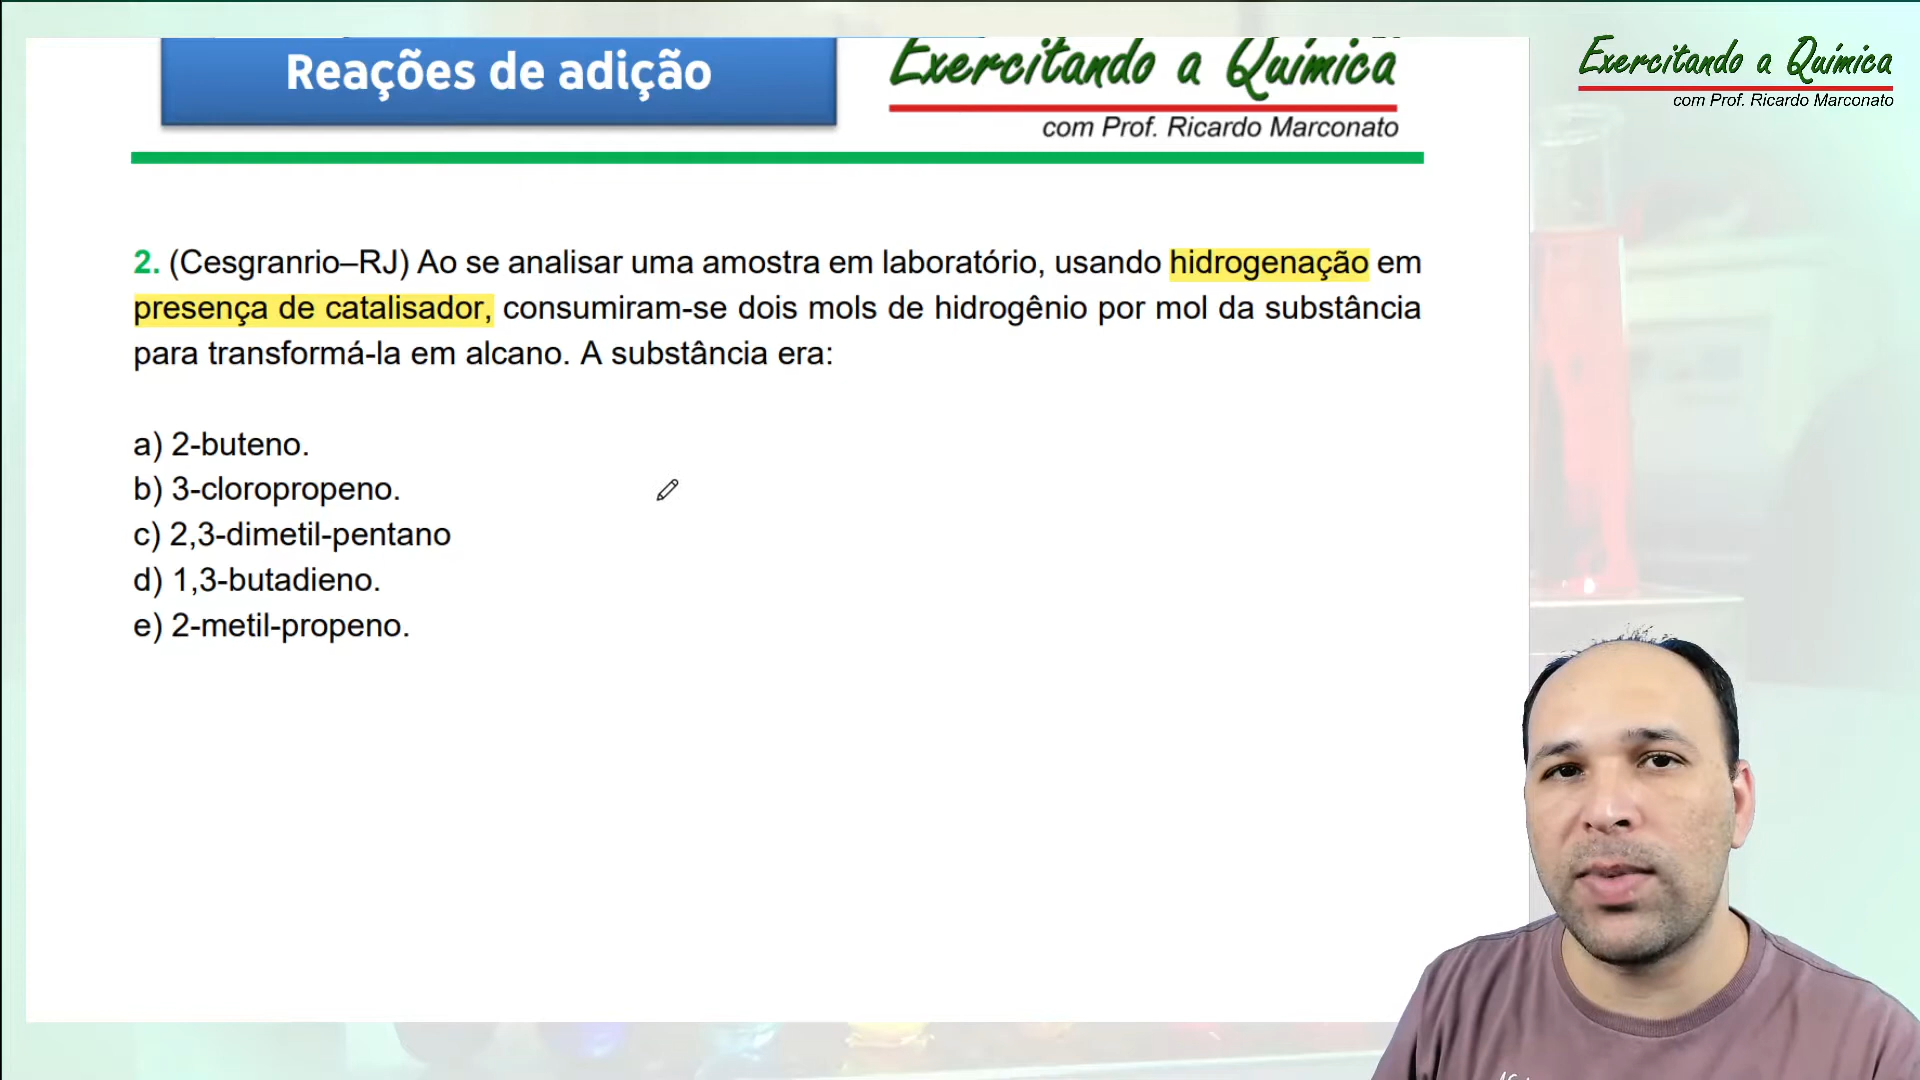 Reações de adição
Exercitando a Química
com Prof. Ricardo Marconato
Exercitando a Química
com Prof. Ricardo Marconato
2. (Cesgranrio–RJ) Ao se analisar uma amostra em laboratório, usando hidrogenação em
presença de catalisador, consumiram-se dois mols de hidrogênio por mol da substância
para transformá-la em alcano. A substância era:
a) 2-buteno.
b) 3-cloropropeno.
c) 2,3-dimetil-pentano
d) 1,3-butadieno.
e) 2-metil-propeno.